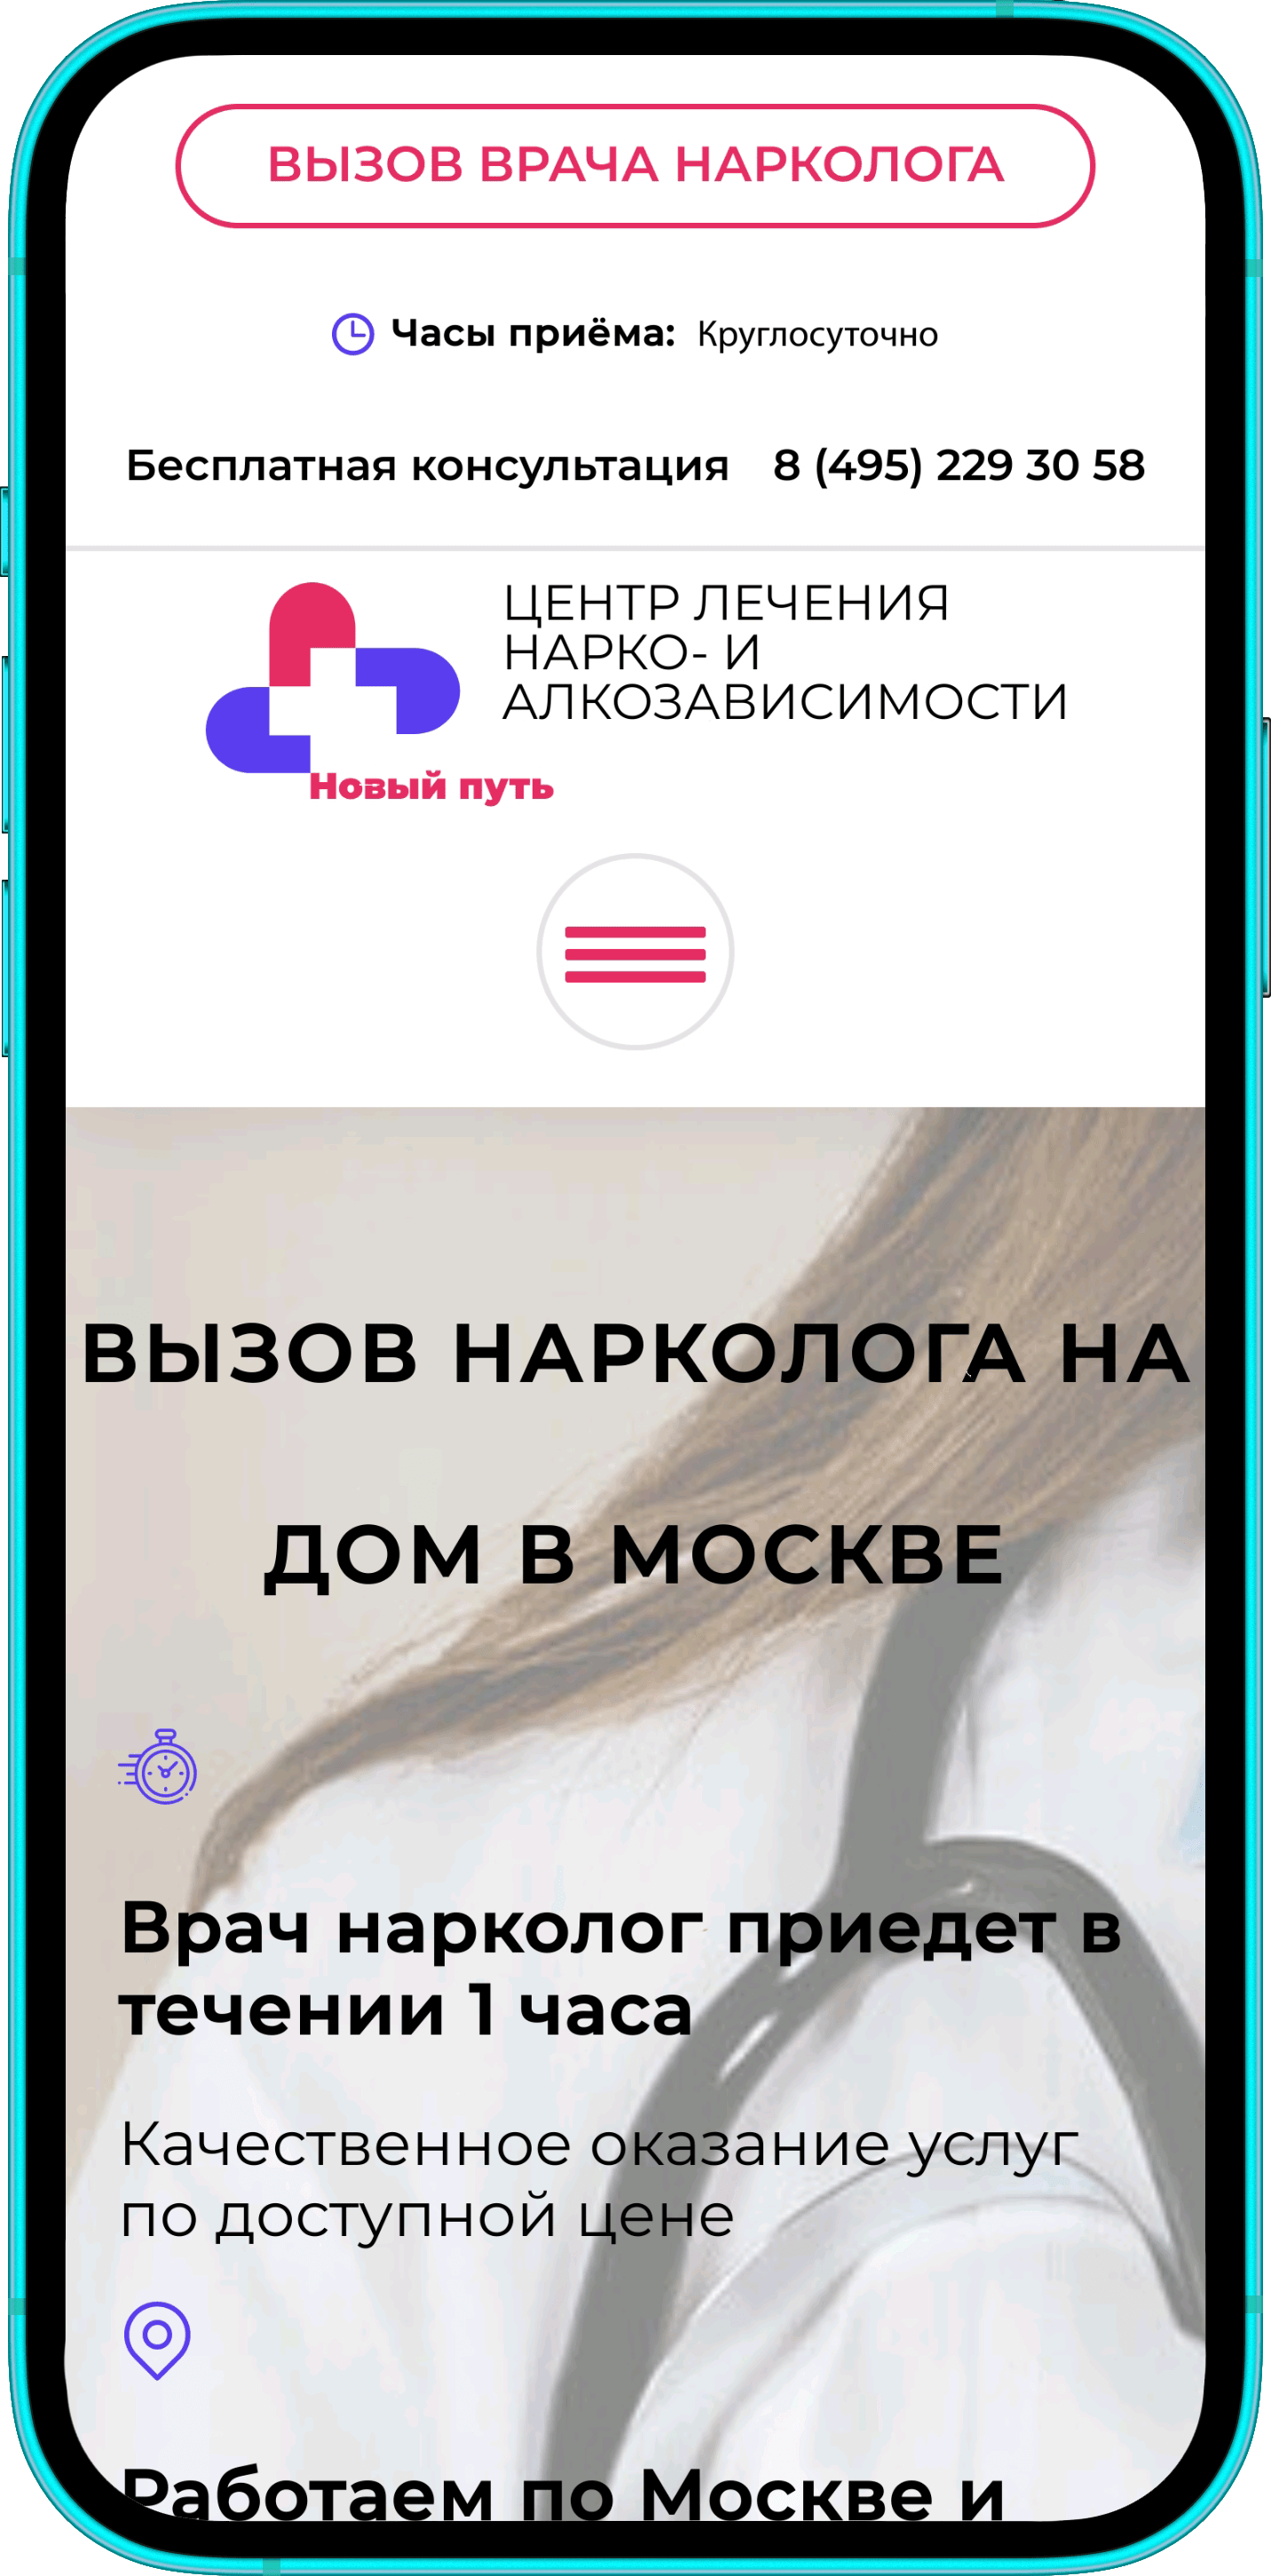 ВЫЗОВ ВРАЧА НАРКОЛОГА
Часы приёма: Круглосуточно
Бесплатная консультация 8 (495) 229 30 58
ЦЕНТР ЛЕЧЕНИЯ
НАРКО- И
АЛКОЗАВИСИМОСТИ
Новый путь
ВЫЗОВ НАРКОЛОГА НА
ДОМ В МОСКВЕ
Врач нарколог приедет в
течении 1 часа
Качественное оказание услуг
по доступной цене
Работаем по Москве и